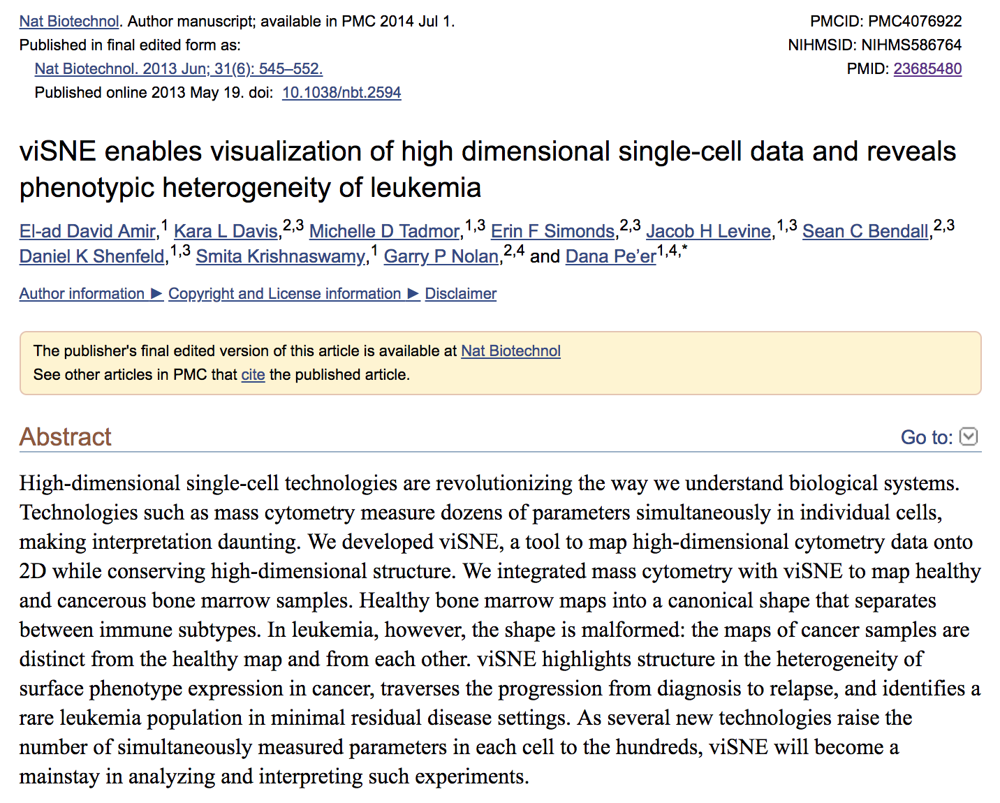 Nat Biotechnol. Author manuscript; available in PMC 2014 Jul 1.
Published in final edited form as:
Nat Biotechnol. 2013 Jun; 31(6): 545–552.
Published online 2013 May 19. doi: 10.1038/nbt.2594
PMCID: PMC4076922
NIHMSID: NIHMS586764
PMID: 23685480
viSNE enables visualization of high dimensional single-cell data and reveals
phenotypic heterogeneity of leukemia
El-ad David Amir,1 Kara L Davis,2,3 Michelle D Tadmor,1,3 Erin F Simonds,2,3 Jacob H Levine,1,3 Sean C Bendall,2,3
Daniel K Shenfeld,1,3 Smita Krishnaswamy,1 Garry P Nolan,2,4 and Dana Pe’er1,4,*
Author information ► Copyright and License information ► Disclaimer
The publisher's final edited version of this article is available at Nat Biotechnol
See other articles in PMC that cite the published article.
Abstract
Go to:
High-dimensional single-cell technologies are revolutionizing the way we understand biological systems.
Technologies such as mass cytometry measure dozens of parameters simultaneously in individual cells,
making interpretation daunting. We developed viSNE, a tool to map high-dimensional cytometry data onto
2D while conserving high-dimensional structure. We integrated mass cytometry with viSNE to map healthy
and cancerous bone marrow samples. Healthy bone marrow maps into a canonical shape that separates
between immune subtypes. In leukemia, however, the shape is malformed: the maps of cancer samples are
distinct from the healthy map and from each other. viSNE highlights structure in the heterogeneity of
surface phenotype expression in cancer, traverses the progression from diagnosis to relapse, and identifies a
rare leukemia population in minimal residual disease settings. As several new technologies raise the
number of simultaneously measured parameters in each cell to the hundreds, viSNE will become a
mainstay in analyzing and interpreting such experiments.